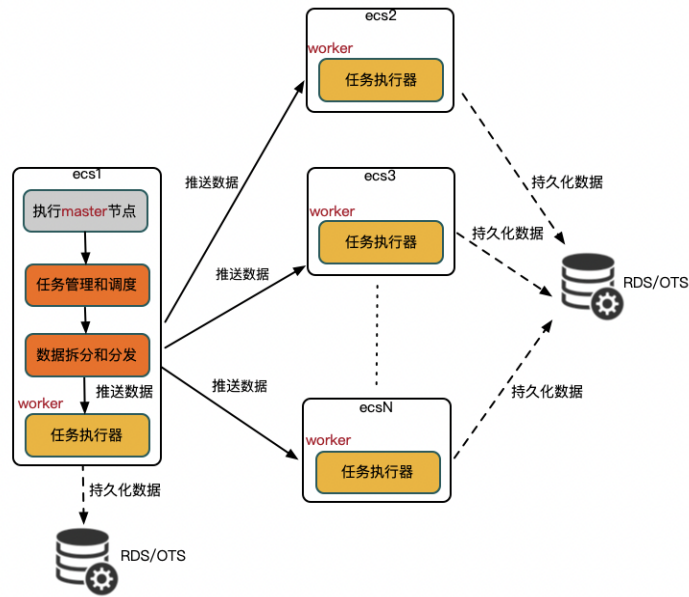 ecs2
worker
任务执行器
推送数据
持久化数据
ecs1
执行master节点
任务管理和调度
数据拆分和分发
推送数据
worker
任务执行器
持久化数据
RDS/OTS
推送数据
ecs3
worker
任务执行器
持久化数据
RDS/OTS
推送数据
ecsN
worker
任务执行器
持久化数据